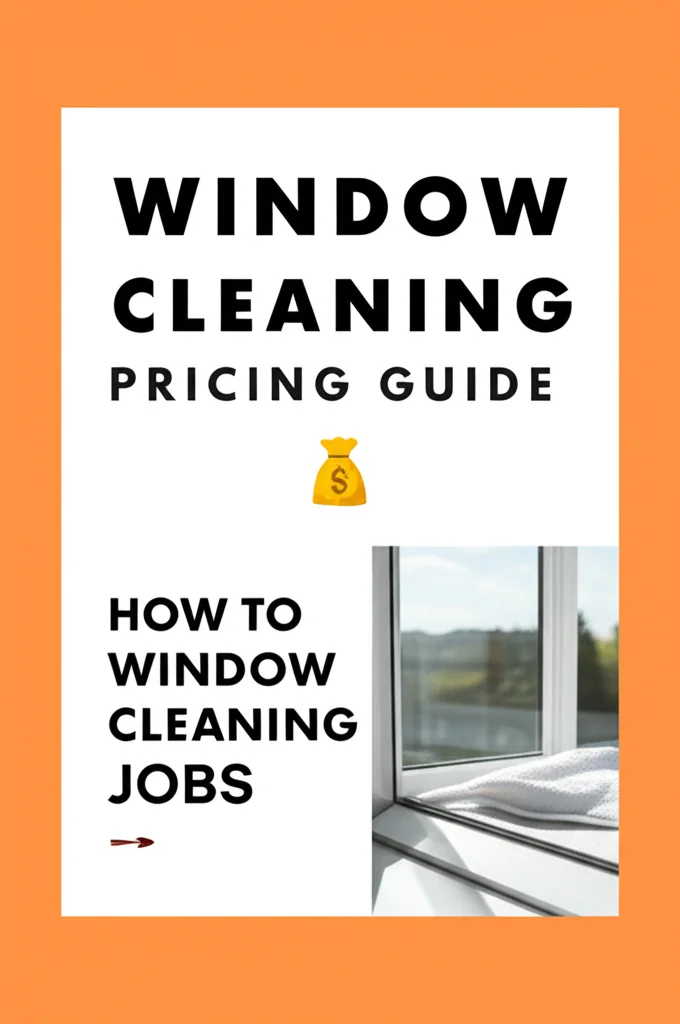 WINDOW
CLEANING
PRICING GUIDE
$
HOW TO
WINDOW
CLEANING
JOBS